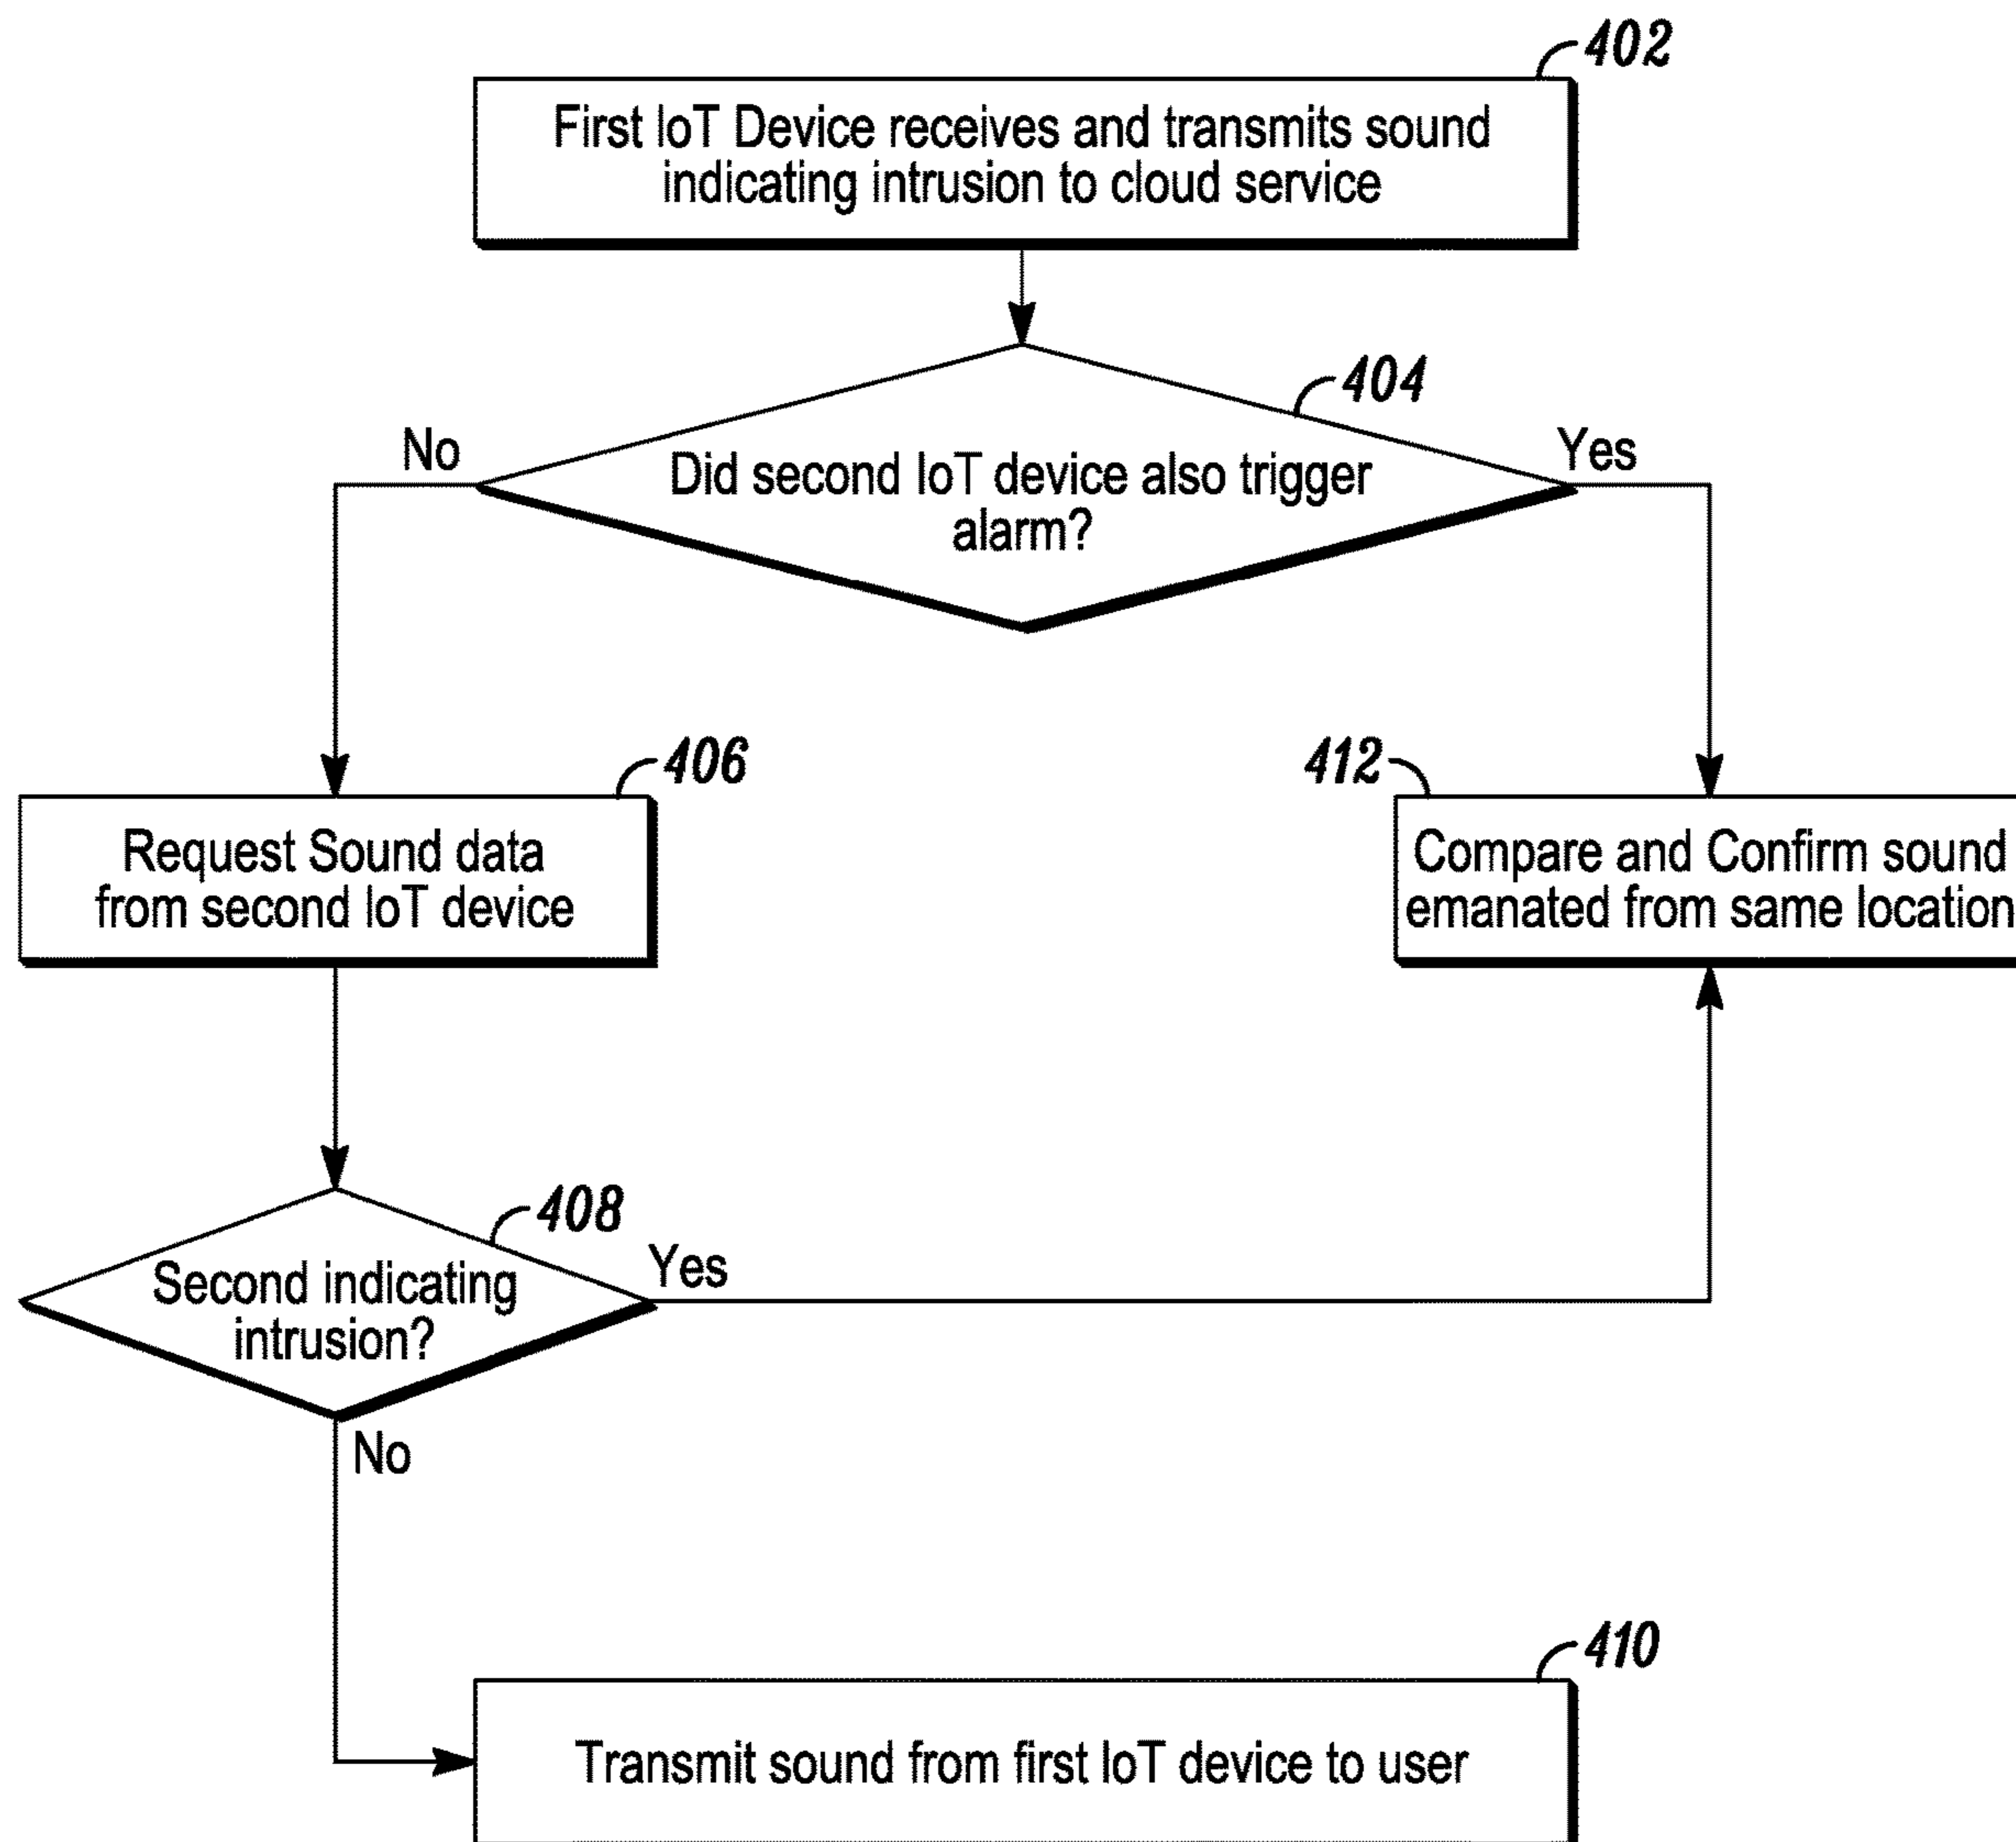 402
First IoT Device receives and transmits sound
indicating intrusion to cloud service
404
No
Yes
Did second IoT device also trigger
alarm?
406
412
Request Sound data
from second IoT device
Compare and Confirm sound
emanated from same location
408
Second indicating
intrusion?
Yes
No
410
Transmit sound from first IoT device to user